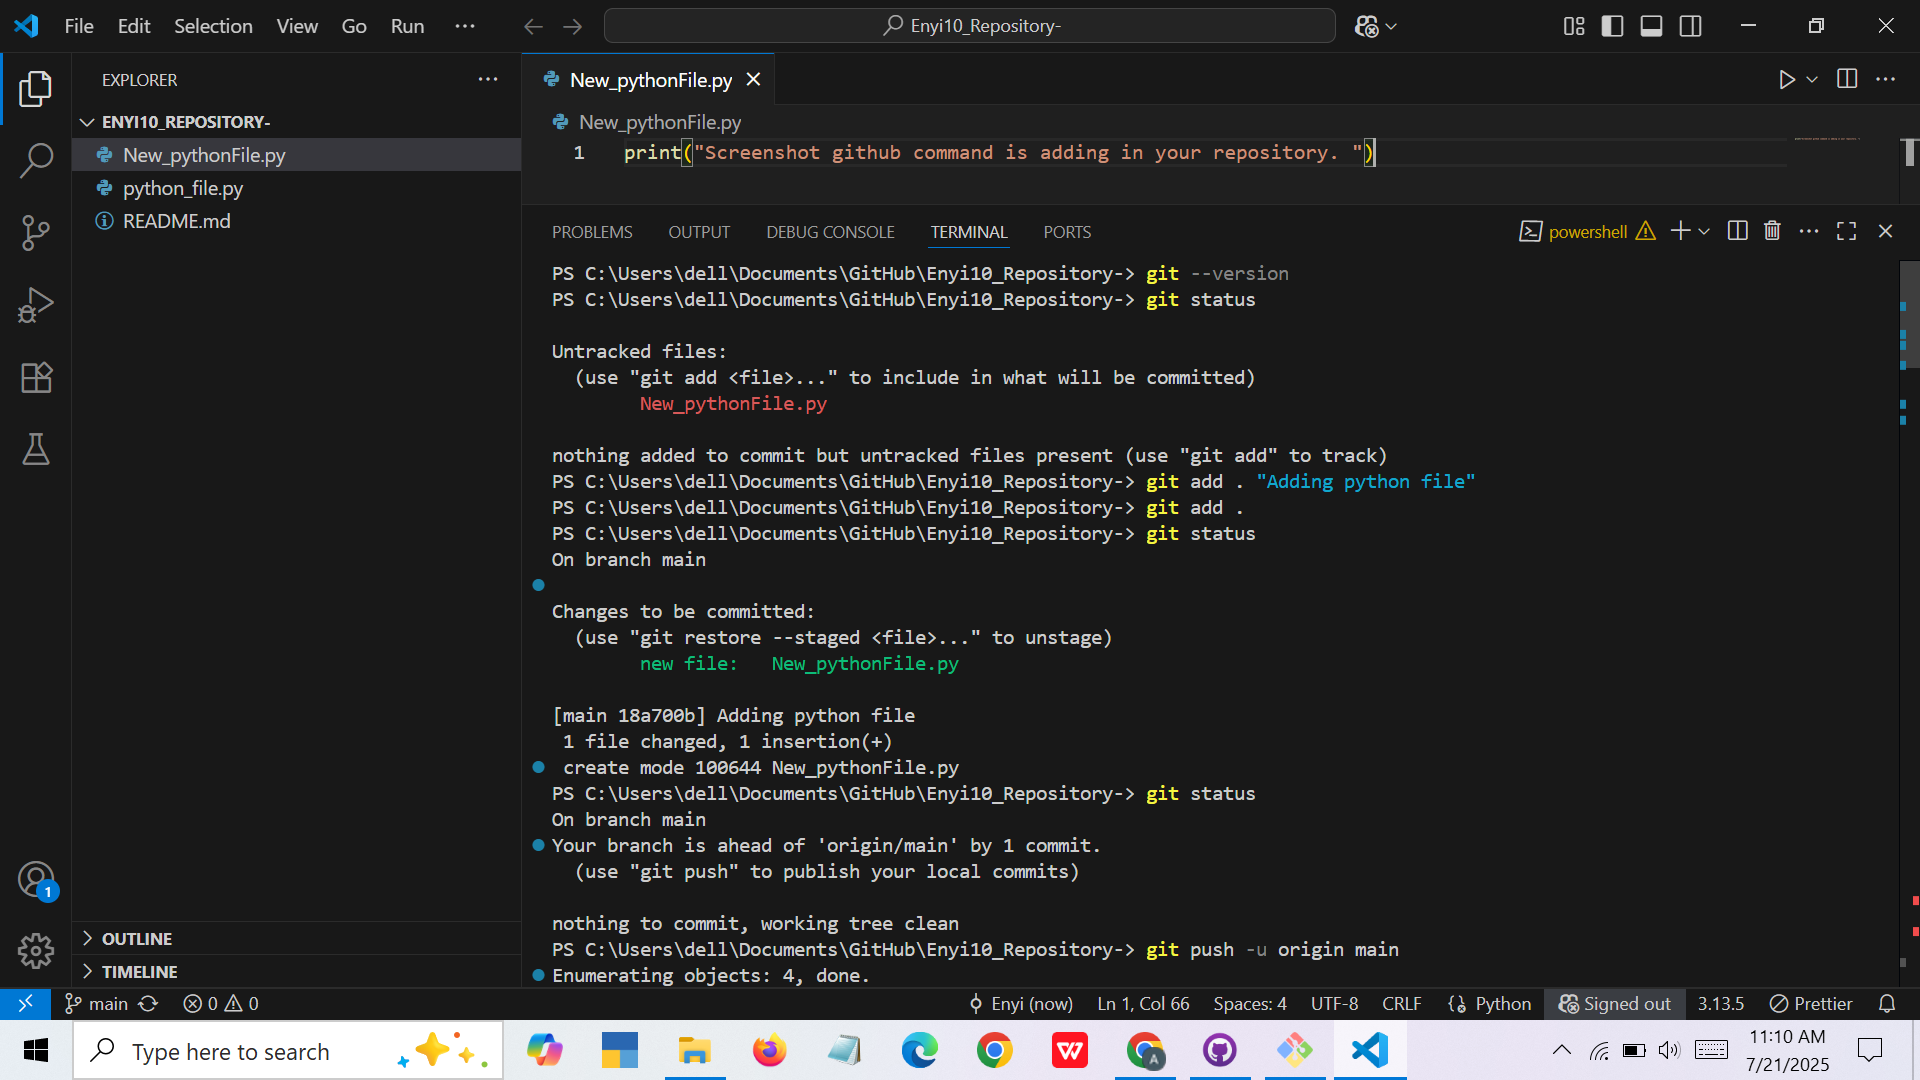 File Edit Selection View Go Run ···
Enyi10_Repository-
EXPLORER
ENYI10_REPOSITORY-
New_pythonFile.py
python_file.py
README.md
OUTLINE
TIMELINE
1
New_pythonFile.py
New_pythonFile.py
1 print("Screenshot github command is adding in your repository. ")
PROBLEMS OUTPUT DEBUG CONSOLE TERMINAL PORTS
powershell
PS C:\Users\dell\Documents\GitHub\Enyi10_Repository-> git --version
PS C:\Users\dell\Documents\GitHub\Enyi10_Repository-> git status
Untracked files:
(use "git add <file>..." to include in what will be committed)
New_pythonFile.py
nothing added to commit but untracked files present (use "git add" to track)
PS C:\Users\dell\Documents\GitHub\Enyi10_Repository-> git add . "Adding python file"
PS C:\Users\dell\Documents\GitHub\Enyi10_Repository-> git add .
PS C:\Users\dell\Documents\GitHub\Enyi10_Repository-> git status
On branch main
Changes to be committed:
(use "git restore --staged <file>..." to unstage)
new file:   New_pythonFile.py
[main 18a700b] Adding python file
1 file changed, 1 insertion(+)
create mode 100644 New_pythonFile.py
PS C:\Users\dell\Documents\GitHub\Enyi10_Repository-> git status
On branch main
Your branch is ahead of 'origin/main' by 1 commit.
(use "git push" to publish your local commits)
nothing to commit, working tree clean
PS C:\Users\dell\Documents\GitHub\Enyi10_Repository-> git push -u origin main
Enumerating objects: 4, done.
main 0 0 Enyi (now) Ln 1, Col 66 Spaces: 4 UTF-8 CRLF Python Signed out 3.13.5 Prettier
Type here to search
A
11:10 AM
7/21/2025